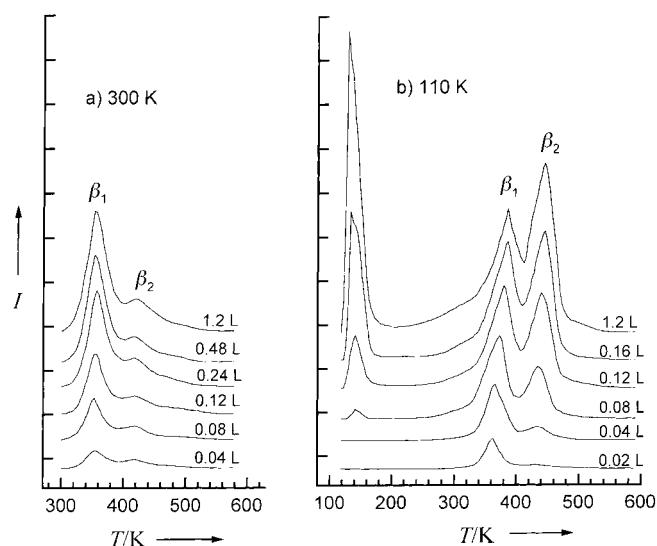 a) 300 K
β1
β2
I
1.2 L
0.48 L
0.24 L
0.12 L
0.08 L
0.04 L
300 400 500 600
T/K
b) 110 K
β1
β2
1.2 L
0.16 L
0.12 L
0.08 L
0.04 L
0.02 L
100 200 300 400 500 600
T/K